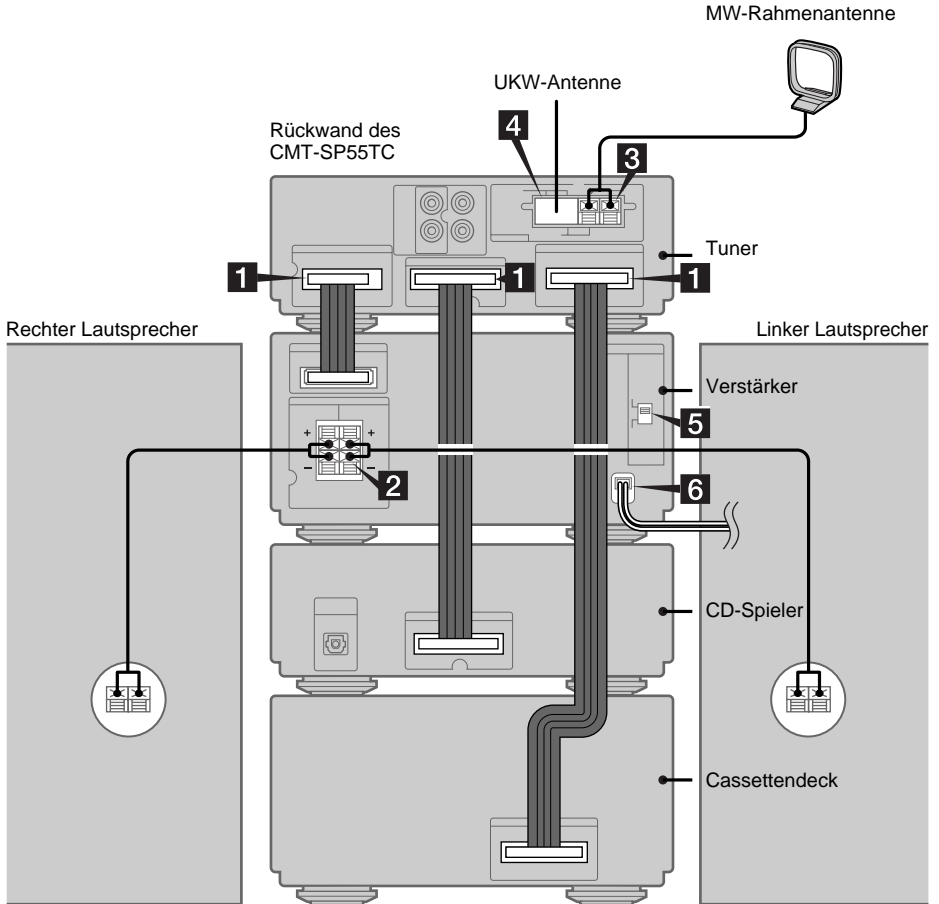 MW-Rahmenantenne
UKW-Antenne
4
Rückwand des
CMT-SP55TC
3
Tuner
1
1
1
Rechter Lautsprecher
Linker Lautsprecher
Verstärker
5
+ +
– –
2
6
CD-Spieler
Cassettendeck